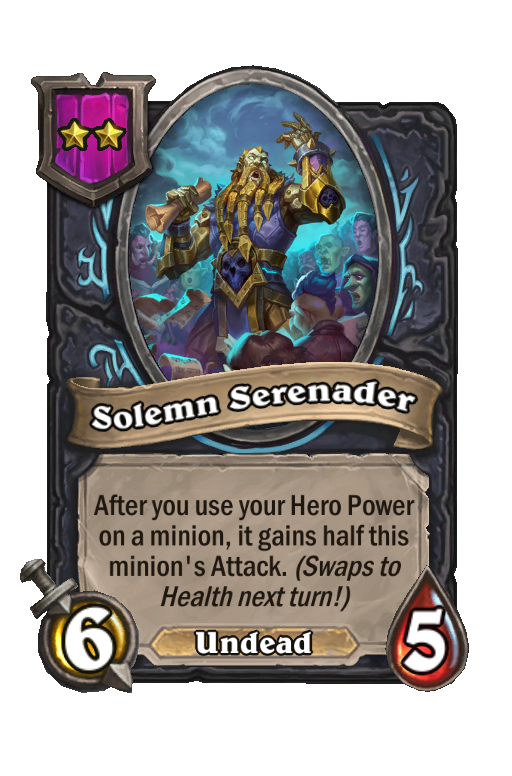 Solemn Serenader
After you use your Hero Power
on a minion, it gains half this
minion's Attack. (Swaps to
Health next turn!)
6
Undead
5